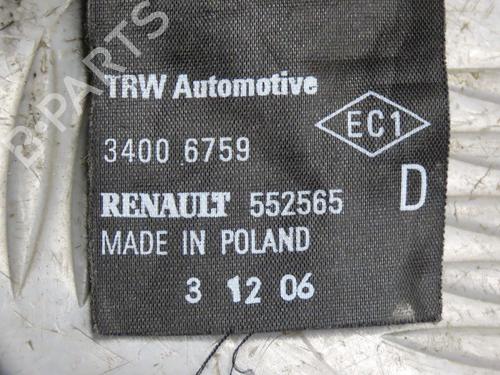 B-PARTS
TRW Automotive
EC1
3400 6759
RENAULT 552565 D
MADE IN POLAND
3 12 06